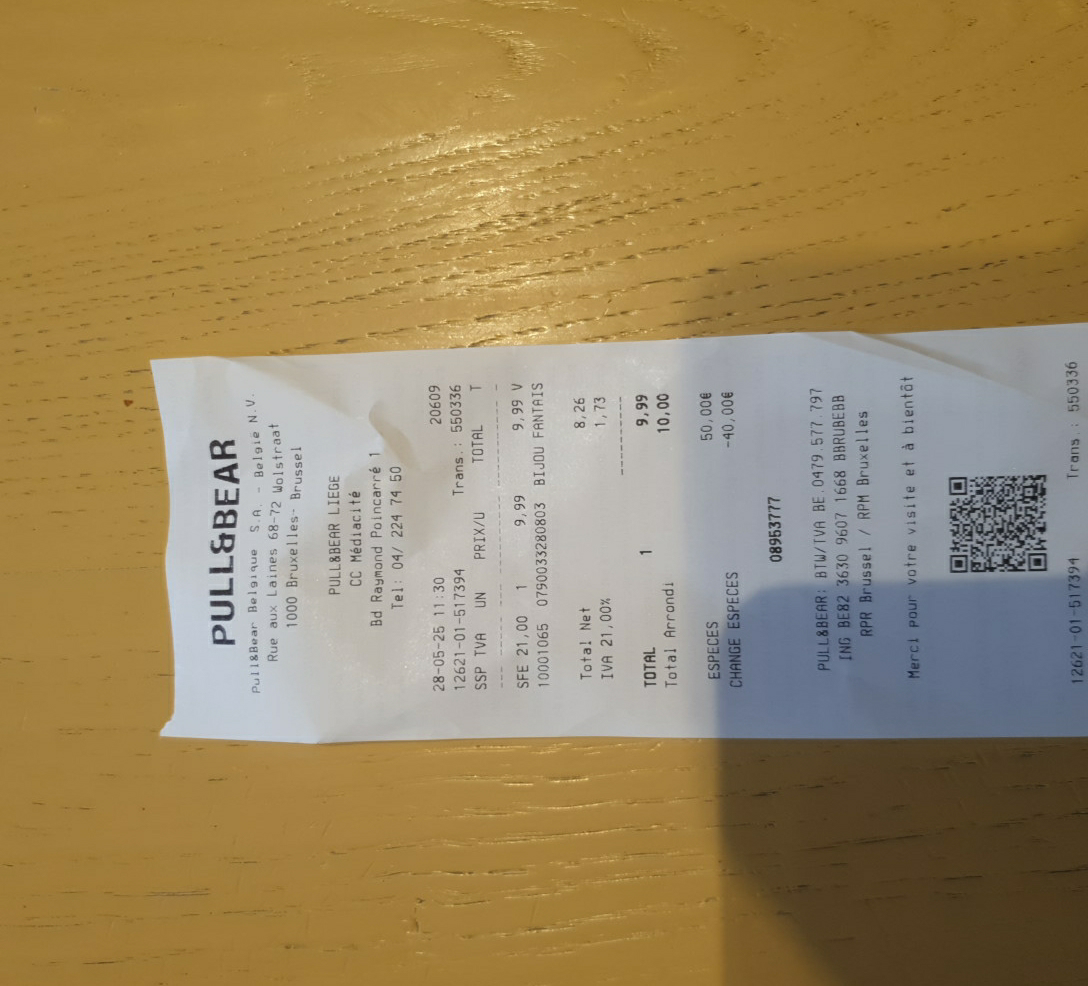 PULL&BEAR
Pull&Bear Belgique S.A. - België N.V.
Rue aux Laines 68-72 Wolstraat
1000 Bruxelles- Brussel
PULL&BEAR LIEGE
CC Médiacité
Bd Raymond Poincarré 1
Tel: 04/ 224 74 50
28-05-25 11:30 20609
12621-01-517394 Trans.: 550336
SSP TVA UN PRIX/U TOTAL T
SFE 21,00 1 9,99 9,99 V
10001065 0790033280803 BIJOU FANTAIS
Total Net 8,26
IVA 21,00% 1,73
TOTAL 1 9,99
Total Arrondi 10,00
ESPECES 50,00€
CHANGE ESPECES -40,00€
08953777
PULL&BEAR: BTW/TVA BE.0479.577.797
ING BE82 3630 9607 1668 BBRUBEBB
RPR Brussel / RPM Bruxelles
Merci pour votre visite et à bientôt
12621-01-517394 Trans : 550336